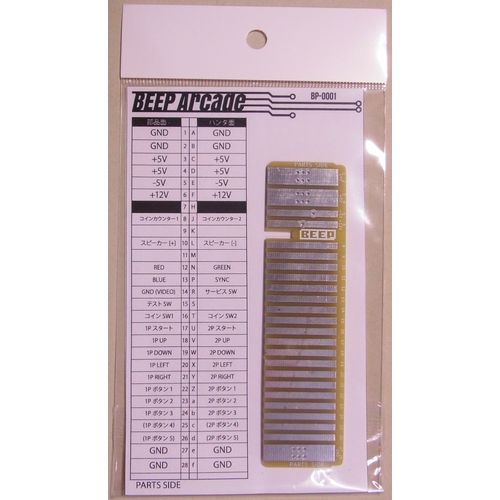 BEEP Arcade
BP-0001
部品面 ハンダ面
GND 1 A GND
GND 2 B GND
+5V 3 C +5V
+5V 4 D +5V
-5V 5 E -5V
+12V 6 F +12V
7 H
コインカウンター1 8 J コインカウンター2
9 K
スピーカー [+] 10 L スピーカー [-]
11 M
RED 12 N GREEN
BLUE 13 P SYNC
GND (VIDEO) 14 R サービス SW
テスト SW 15 S
コイン SW1 16 T コイン SW2
1P スタート 17 U 2P スタート
1P UP 18 V 2P UP
1P DOWN 19 W 2P DOWN
1P LEFT 20 X 2P LEFT
1P RIGHT 21 Y 2P RIGHT
1P ボタン 1 22 Z 2P ボタン 1
1P ボタン 2 23 a 2P ボタン 2
1P ボタン 3 24 b 2P ボタン 3
(1P ボタン 4) 25 c (2P ボタン 4)
(1P ボタン 5) 26 d (2P ボタン 5)
GND 27 e GND
GND 28 f GND
PARTS SIDE
PARTS SIDE
BEEP
PARTS SIDE